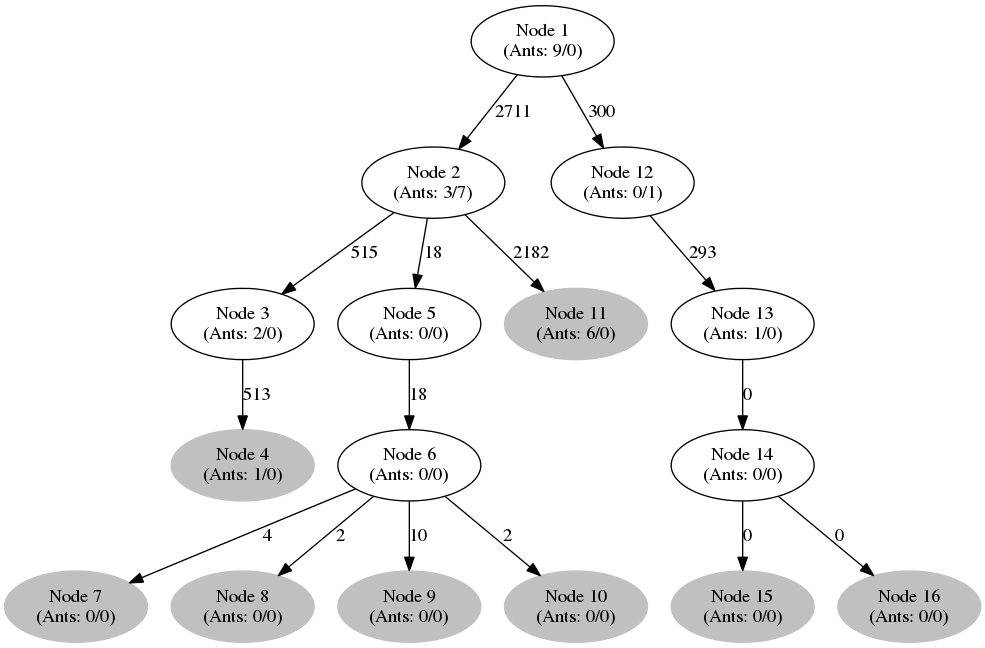 Node 1
(Ants: 9/0)
2711
300
Node 2
(Ants: 3/7)
Node 12
(Ants: 0/1)
515
18
2182
293
Node 3
(Ants: 2/0)
Node 5
(Ants: 0/0)
Node 11
(Ants: 6/0)
Node 13
(Ants: 1/0)
513
18
0
Node 4
(Ants: 1/0)
Node 6
(Ants: 0/0)
Node 14
(Ants: 0/0)
4
2
10
2
0
0
Node 7
(Ants: 0/0)
Node 8
(Ants: 0/0)
Node 9
(Ants: 0/0)
Node 10
(Ants: 0/0)
Node 15
(Ants: 0/0)
Node 16
(Ants: 0/0)